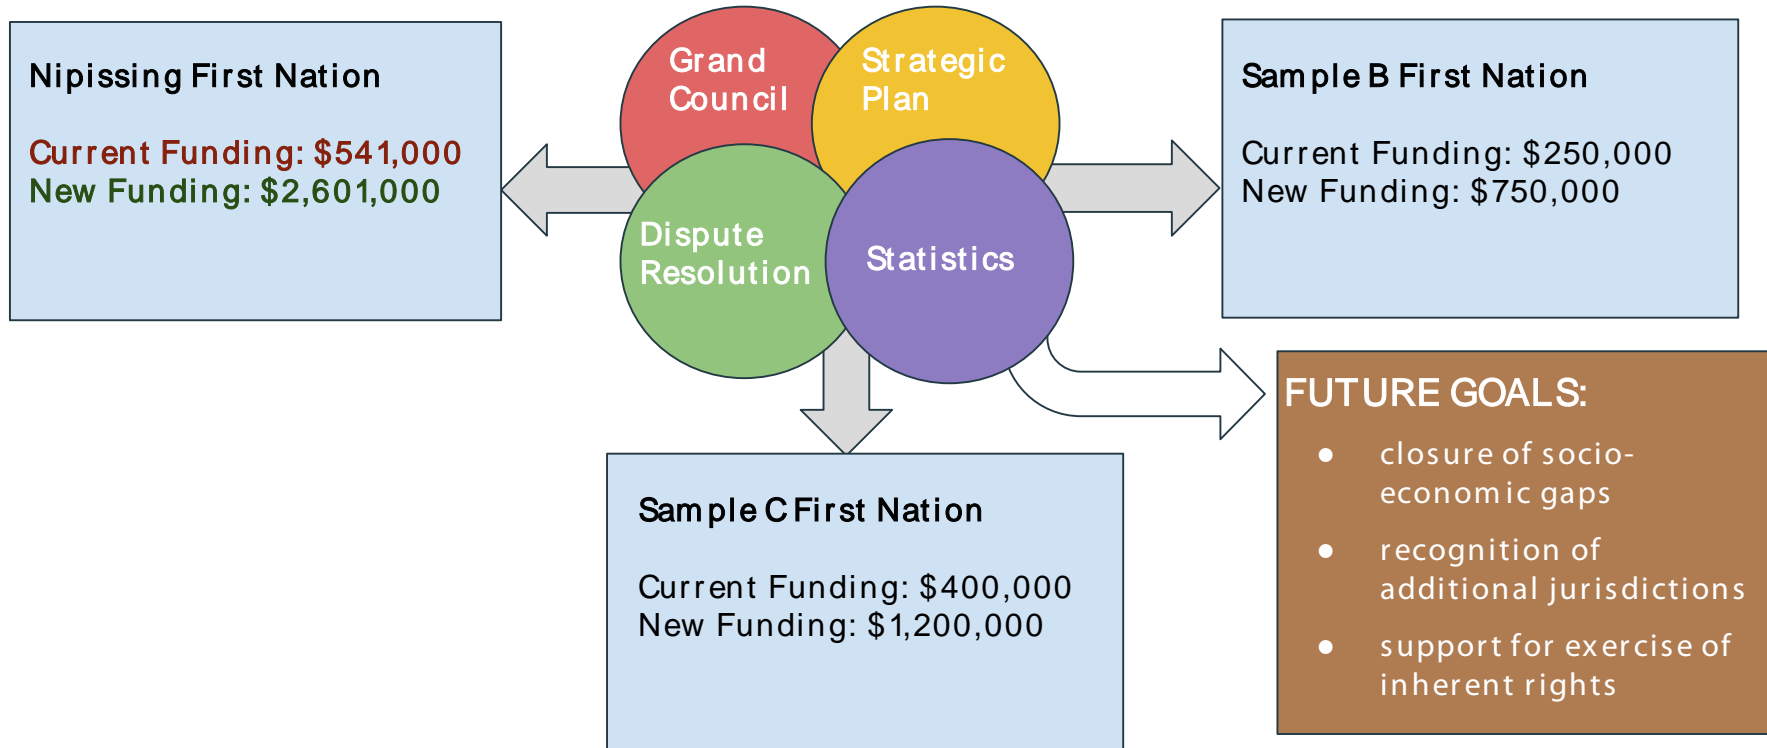 Nipissing First Nation
Current Funding: $541,000
New Funding: $2,601,000
Grand
Council
Strategic
Plan
Dispute
Resolution
Statistics
Sample B First Nation
Current Funding: $250,000
New Funding: $750,000
Sample C First Nation
Current Funding: $400,000
New Funding: $1,200,000
FUTURE GOALS:
● closure of socio-
economic gaps
● recognition of
additional jurisdictions
● support for exercise of
inherent rights